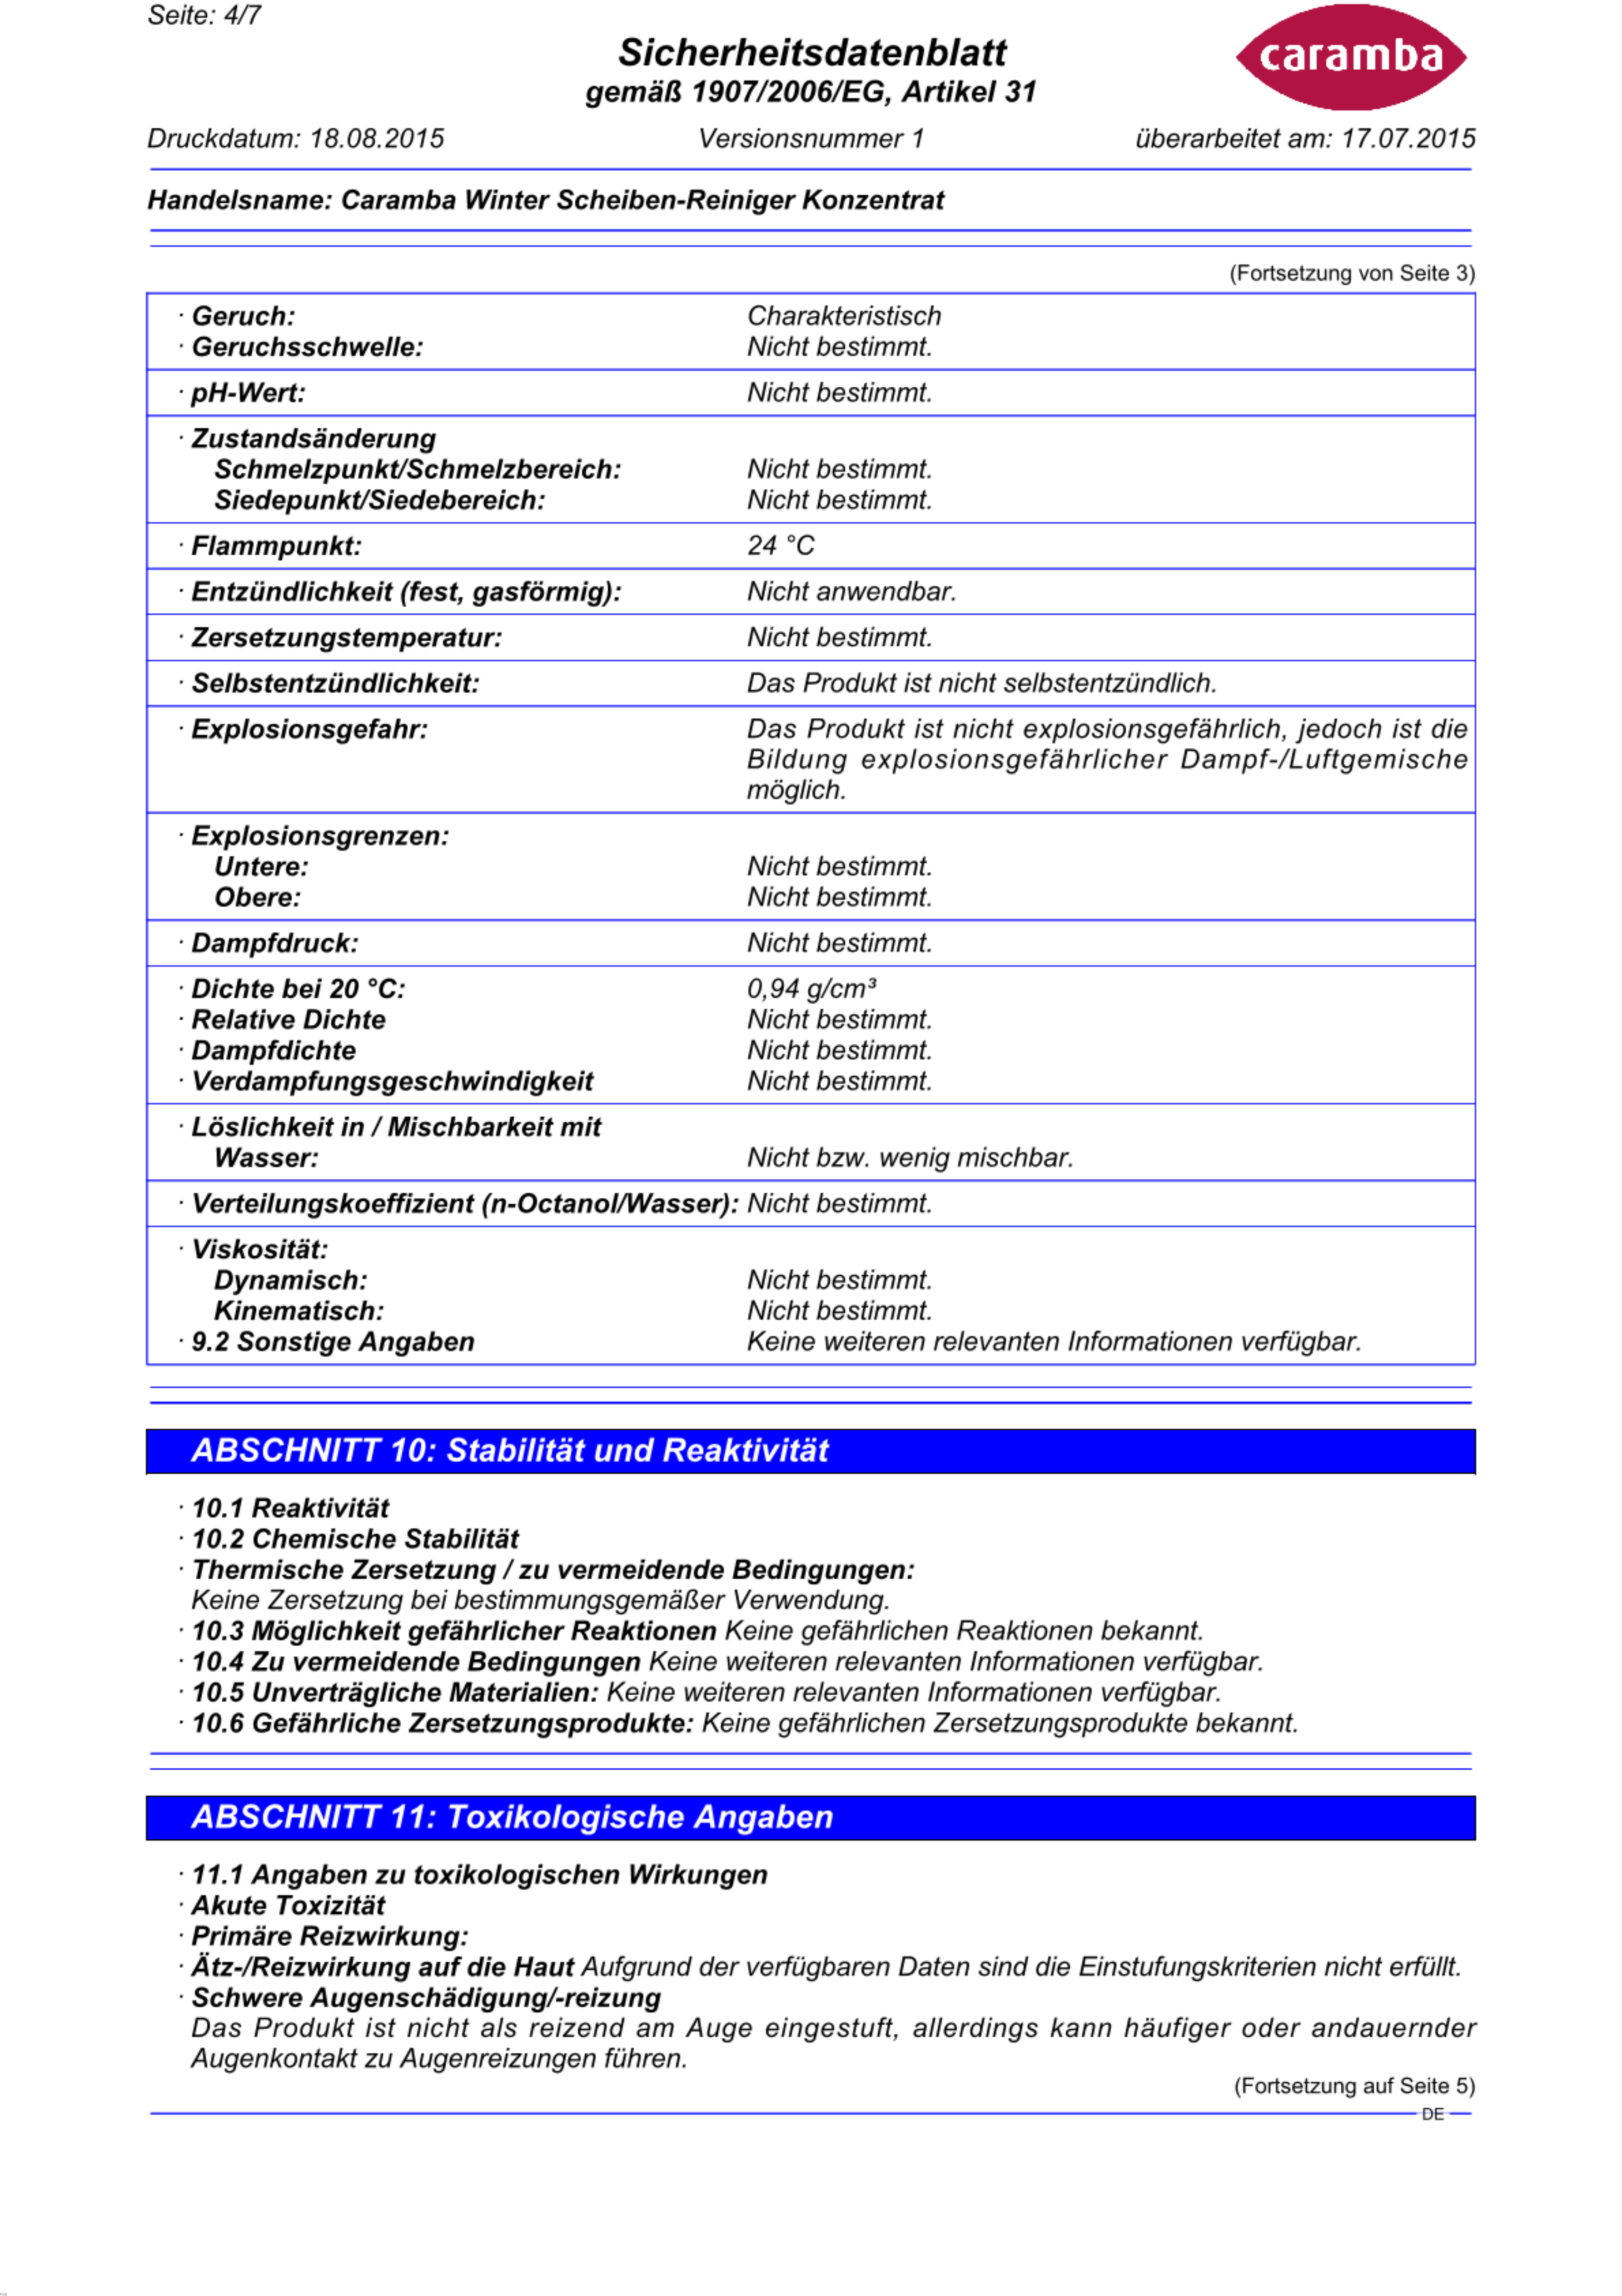 Seite: 4/7
Sicherheitsdatenblatt
gemäß 1907/2006/EG, Artikel 31
caramba
Druckdatum: 18.08.2015 Versionsnummer 1 überarbeitet am: 17.07.2015
Handelsname: Caramba Winter Scheiben-Reiniger Konzentrat
(Fortsetzung von Seite 3)
· Geruch: Charakteristisch
· Geruchsschwelle: Nicht bestimmt.
· pH-Wert: Nicht bestimmt.
· Zustandsänderung
Schmelzpunkt/Schmelzbereich: Nicht bestimmt.
Siedepunkt/Siedebereich: Nicht bestimmt.
· Flammpunkt: 24 °C
· Entzündlichkeit (fest, gasförmig): Nicht anwendbar.
· Zersetzungstemperatur: Nicht bestimmt.
· Selbstentzündlichkeit: Das Produkt ist nicht selbstentzündlich.
· Explosionsgefahr: Das Produkt ist nicht explosionsgefährlich, jedoch ist die
Bildung explosionsgefährlicher Dampf-/Luftgemische
möglich.
· Explosionsgrenzen:
Untere: Nicht bestimmt.
Obere: Nicht bestimmt.
· Dampfdruck: Nicht bestimmt.
· Dichte bei 20 °C: 0,94 g/cm³
· Relative Dichte Nicht bestimmt.
· Dampfdichte Nicht bestimmt.
· Verdampfungsgeschwindigkeit Nicht bestimmt.
· Löslichkeit in / Mischbarkeit mit
Wasser: Nicht bzw. wenig mischbar.
· Verteilungskoeffizient (n-Octanol/Wasser): Nicht bestimmt.
· Viskosität:
Dynamisch: Nicht bestimmt.
Kinematisch: Nicht bestimmt.
· 9.2 Sonstige Angaben Keine weiteren relevanten Informationen verfügbar.
ABSCHNITT 10: Stabilität und Reaktivität
· 10.1 Reaktivität
· 10.2 Chemische Stabilität
· Thermische Zersetzung / zu vermeidende Bedingungen:
Keine Zersetzung bei bestimmungsgemäßer Verwendung.
· 10.3 Möglichkeit gefährlicher Reaktionen Keine gefährlichen Reaktionen bekannt.
· 10.4 Zu vermeidende Bedingungen Keine weiteren relevanten Informationen verfügbar.
· 10.5 Unverträgliche Materialien: Keine weiteren relevanten Informationen verfügbar.
· 10.6 Gefährliche Zersetzungsprodukte: Keine gefährlichen Zersetzungsprodukte bekannt.
ABSCHNITT 11: Toxikologische Angaben
· 11.1 Angaben zu toxikologischen Wirkungen
· Akute Toxizität
· Primäre Reizwirkung:
· Ätz-/Reizwirkung auf die Haut Aufgrund der verfügbaren Daten sind die Einstufungskriterien nicht erfüllt.
· Schwere Augenschädigung/-reizung
Das Produkt ist nicht als reizend am Auge eingestuft, allerdings kann häufiger oder andauernder
Augenkontakt zu Augenreizungen führen.
(Fortsetzung auf Seite 5)
DE